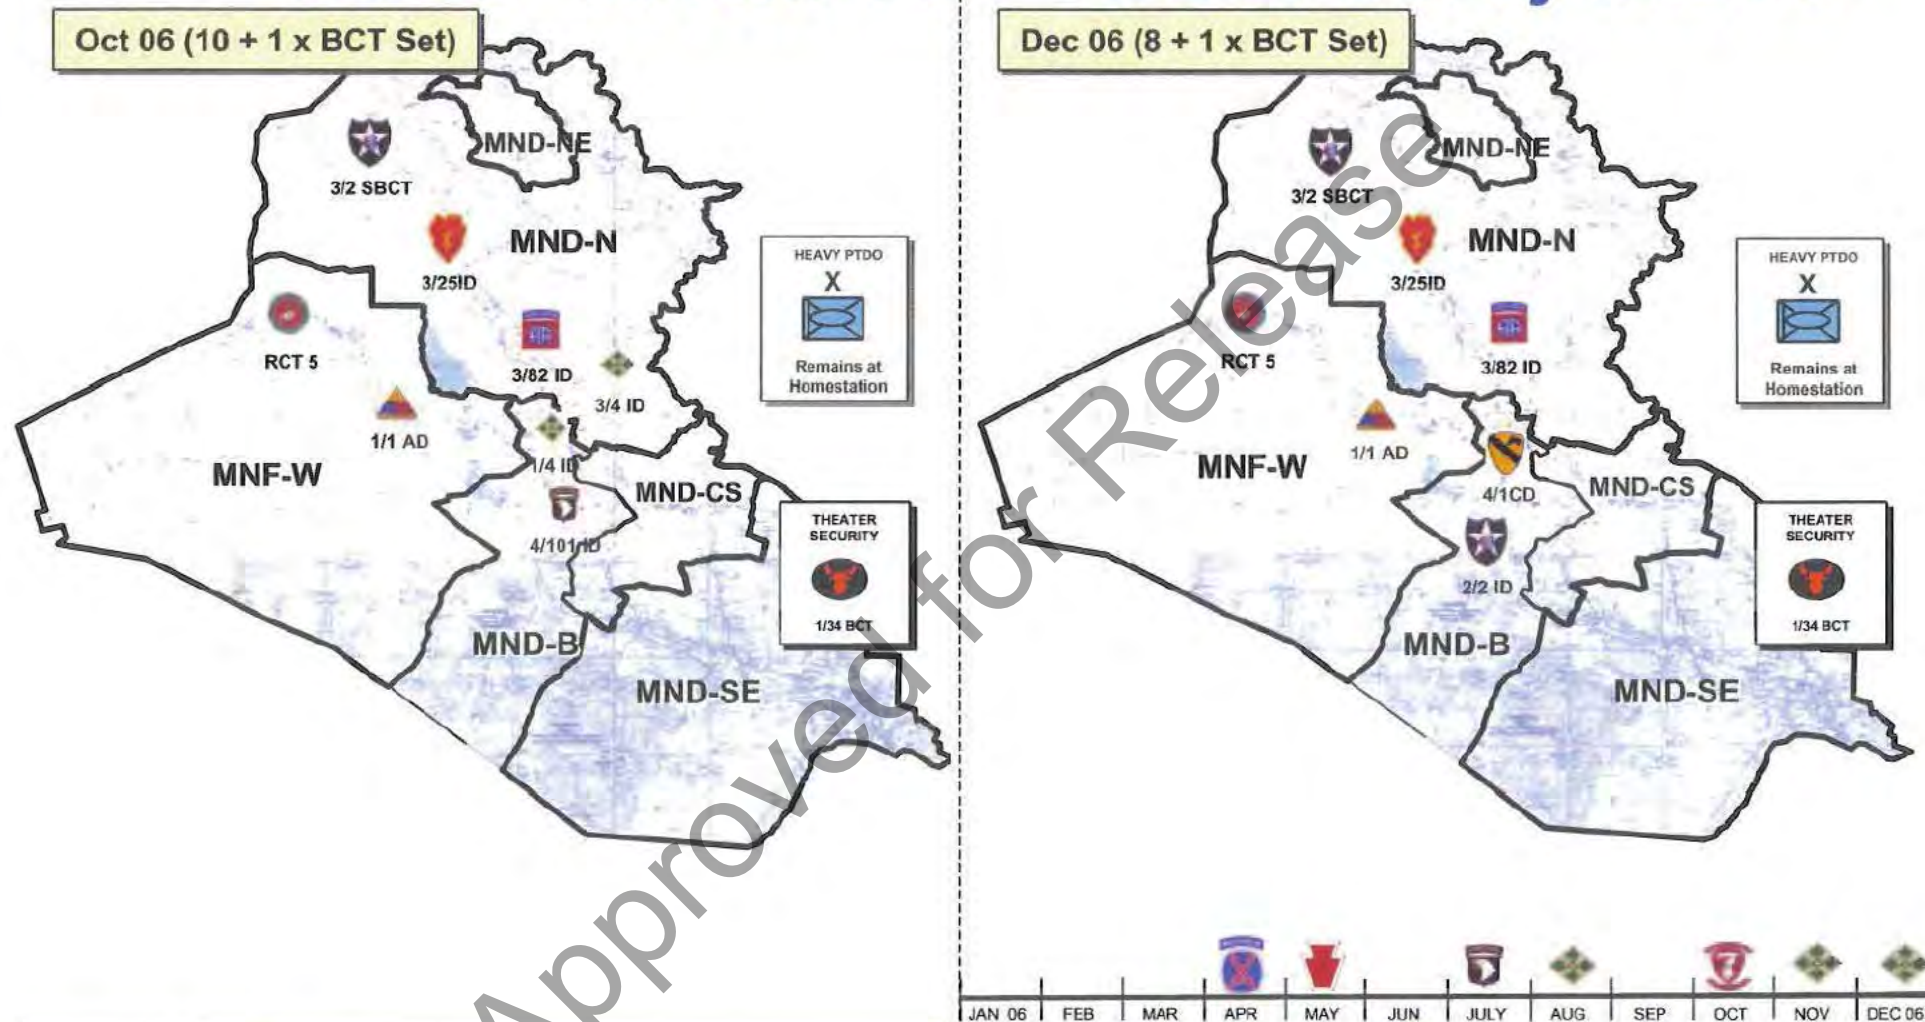 Oct 06 (10 + 1 x BCT Set)
MND-NE
3/2 SBCT
MND-N
3/25ID
RCT 5
3/82 ID
3/4 ID
1/1 AD
1/4 ID
MNF-W
MND-CS
4/101 ID
MND-B
MND-SE
HEAVY PTDO
X
Remains at
Homestation
THEATER
SECURITY
1/34 BCT
Dec 06 (8 + 1 x BCT Set)
MND-NE
3/2 SBCT
MND-N
3/25ID
RCT 5
3/82 ID
1/1 AD
MNF-W
4/1CD
MND-CS
2/2 ID
MND-B
MND-SE
HEAVY PTDO
X
Remains at
Homestation
THEATER
SECURITY
1/34 BCT
JAN 06 FEB MAR APR MAY JUN JULY AUG SEP OCT NOV DEC 06
Approved for Release